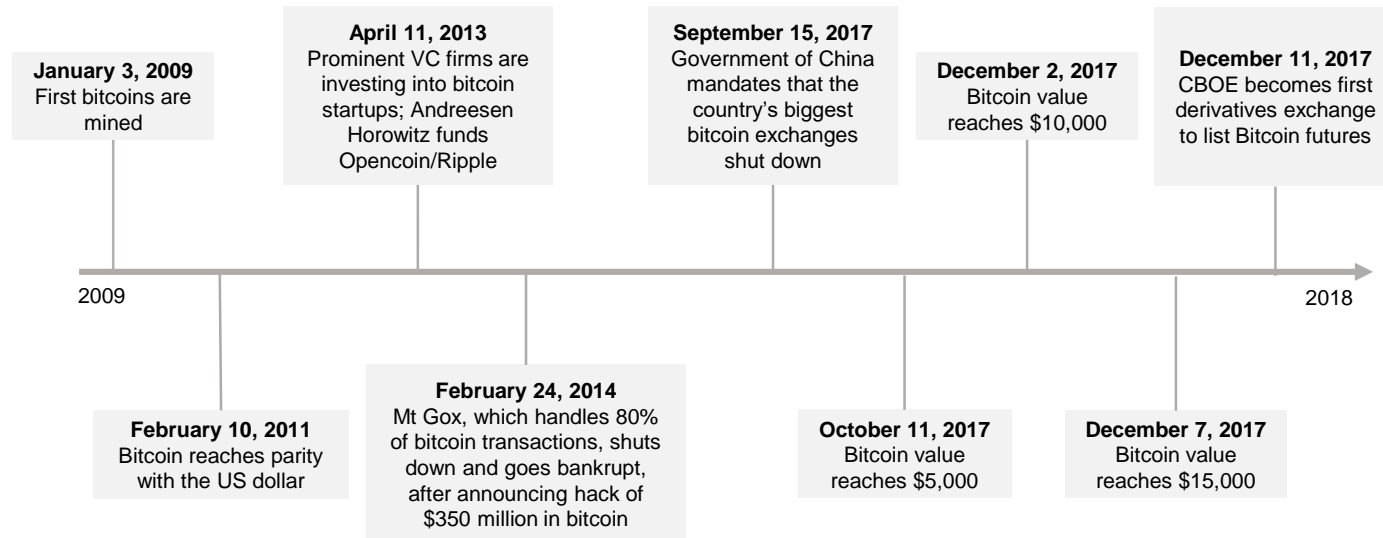 January 3, 2009
First bitcoins are
mined
April 11, 2013
Prominent VC firms are
investing into bitcoin
startups; Andreesen
Horowitz funds
Opencoin/Ripple
September 15, 2017
Government of China
mandates that the
country's biggest
bitcoin exchanges
shut down
December 2, 2017
Bitcoin value
reaches $10,000
December 11, 2017
CBOE becomes first
derivatives exchange
to list Bitcoin futures
2009
2018
February 10, 2011
Bitcoin reaches parity
with the US dollar
February 24, 2014
Mt Gox, which handles 80%
of bitcoin transactions, shuts
down and goes bankrupt,
after announcing hack of
$350 million in bitcoin
October 11, 2017
Bitcoin value
reaches $5,000
December 7, 2017
Bitcoin value
reaches $15,000